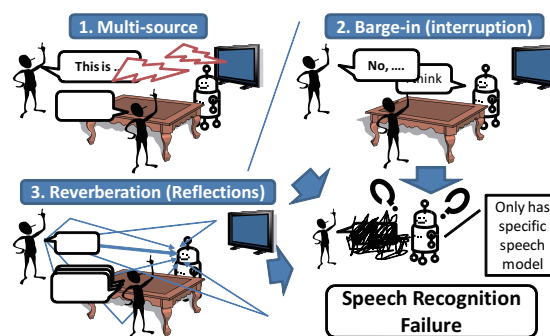 1. Multi-source
This is ..
2. Barge-in (interruption)
No, ....
think
3. Reverberation (Reflections)
Only has
specific
speech
model
Speech Recognition
Failure